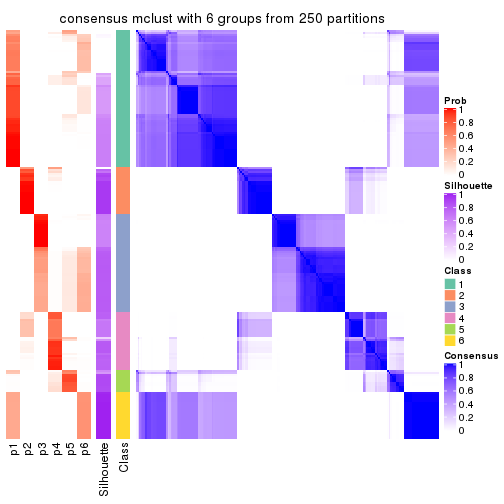 consensus mclust with 6 groups from 250 partitions
Prob
1
0.8
0.6
0.4
0.2
0
Silhouette
1
0.8
0.6
0.4
0.2
0
Class
1
2
3
4
5
6
Consensus
1
0.8
0.6
0.4
0.2
0
p1
p2
p3
p4
p5
p6
Silhouette
Class